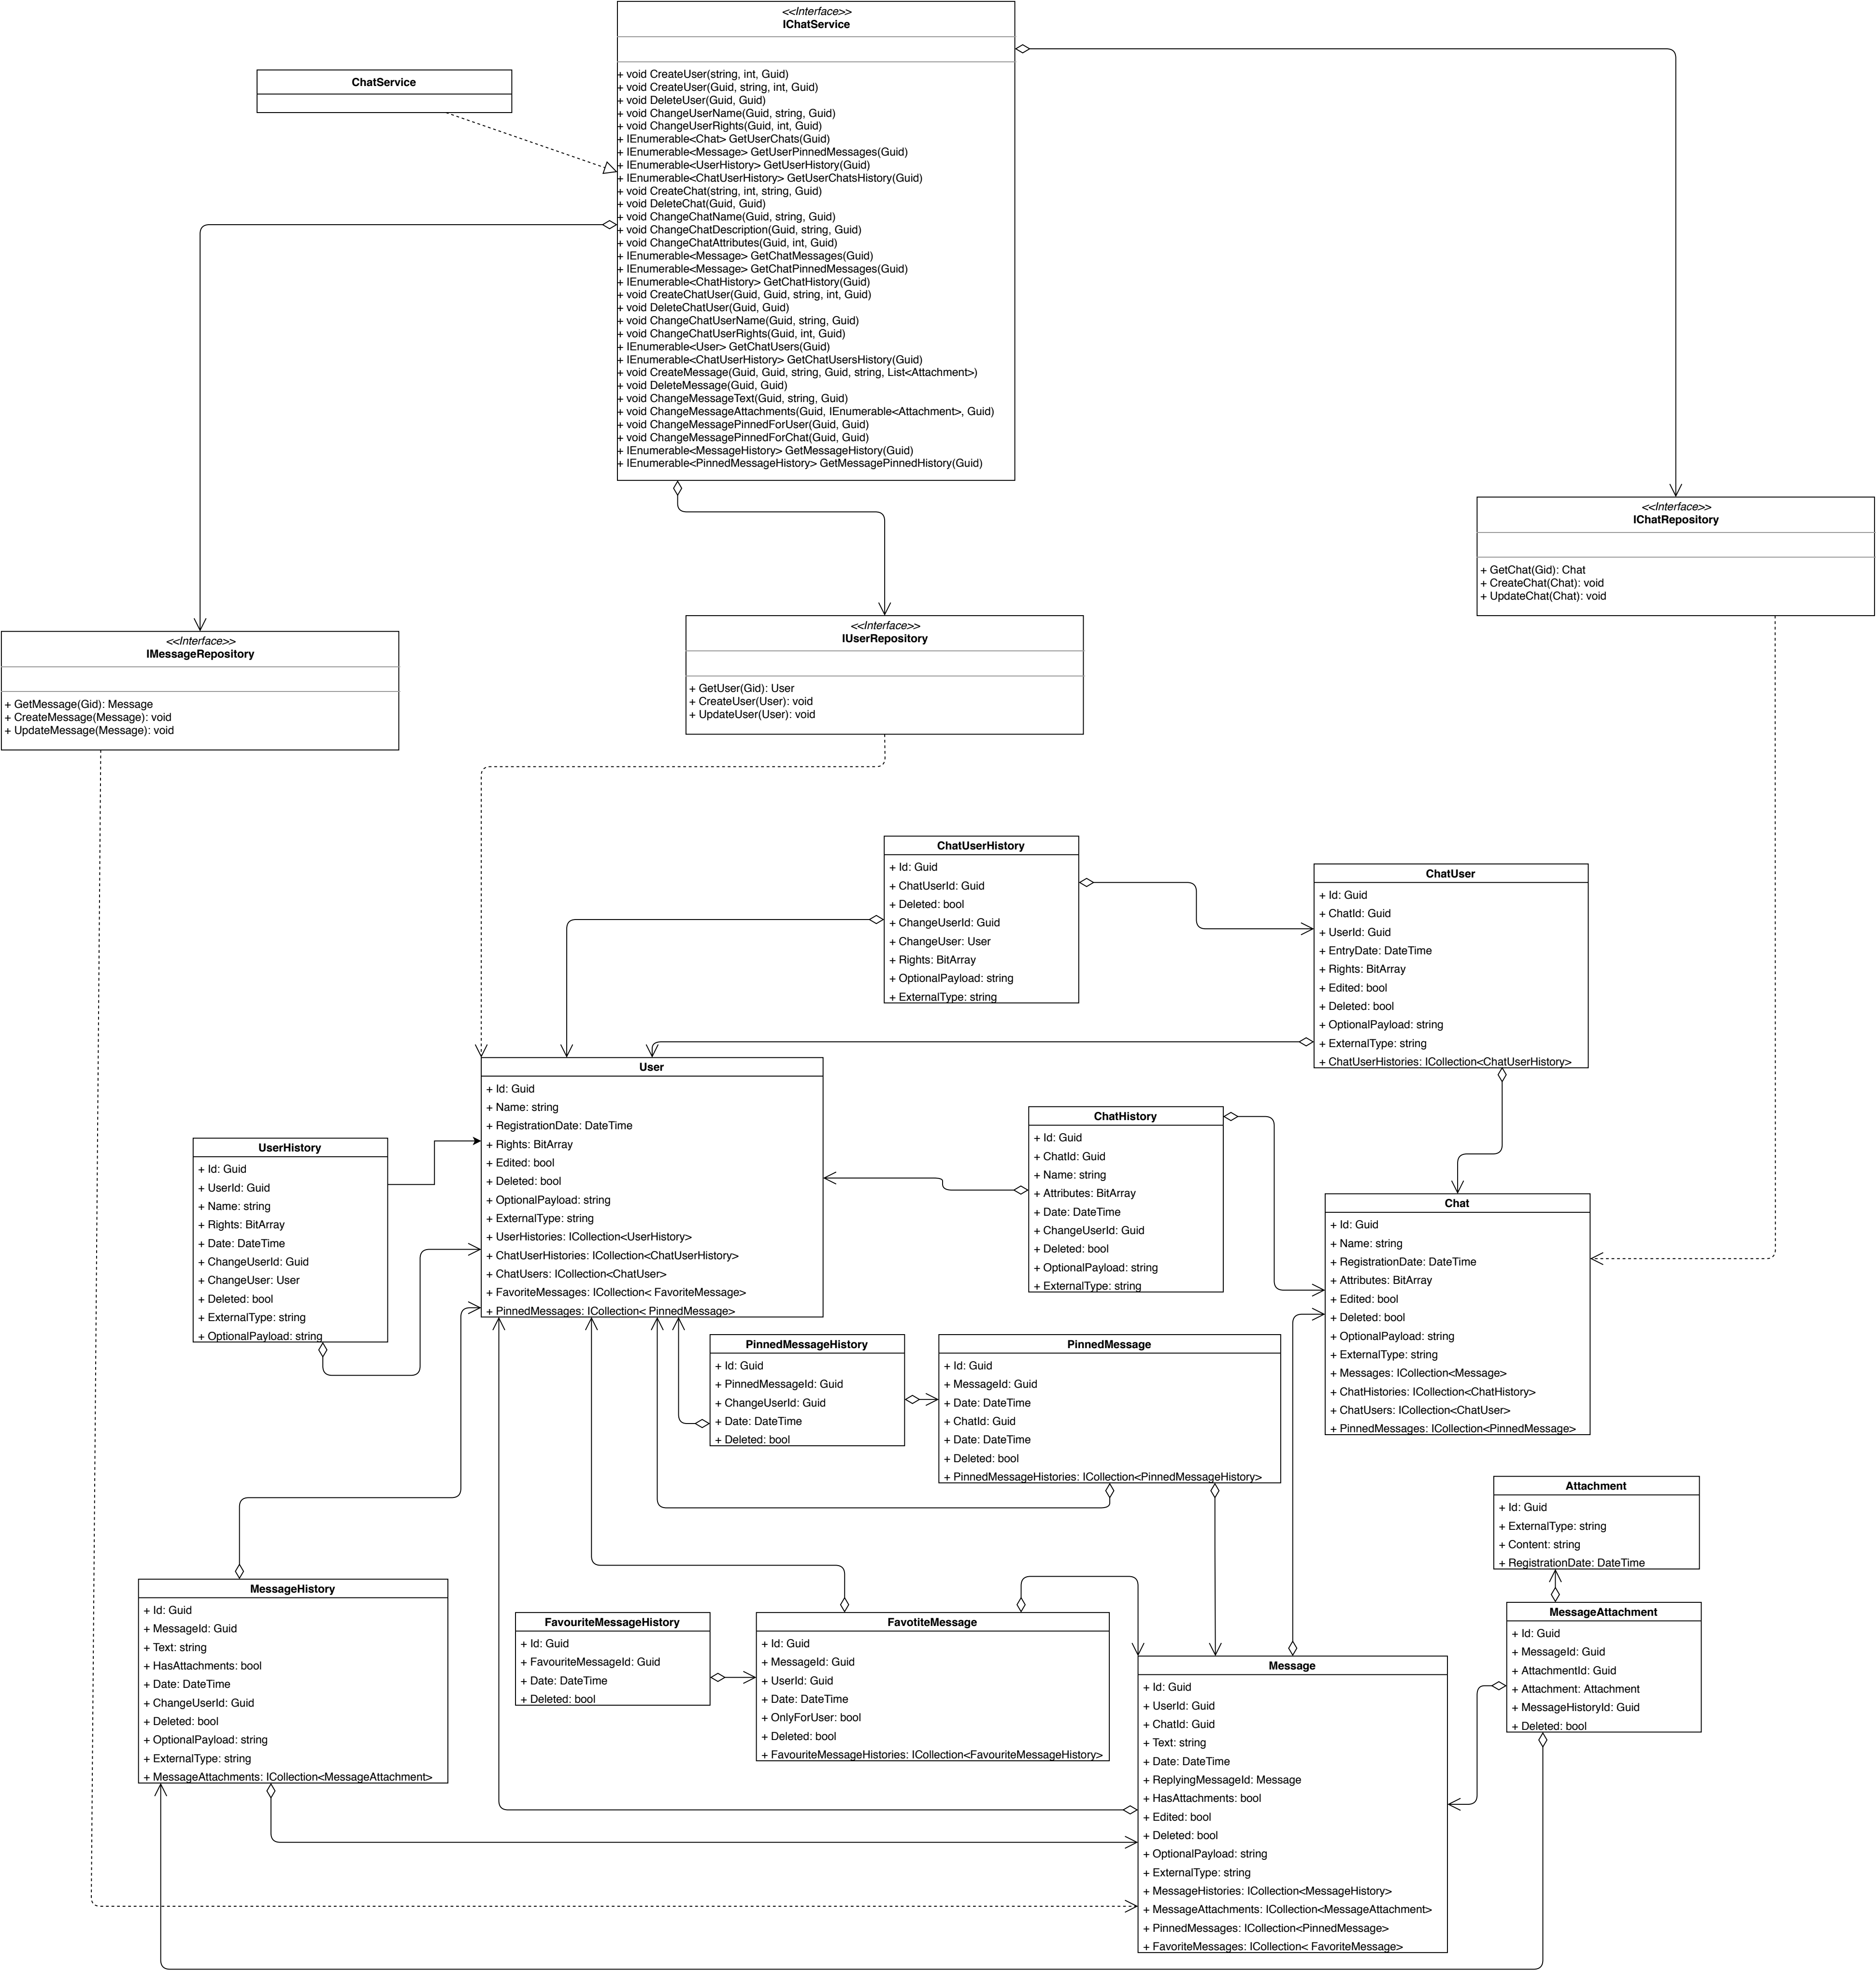 <<Interface>>
IChatService
+ void CreateUser(string, int, Guid)
+ void CreateUser(Guid, string, int, Guid)
+ void DeleteUser(Guid, Guid)
+ void ChangeUserName(Guid, string, Guid)
+ void ChangeUserRights(Guid, int, Guid)
+ IEnumerable<Chat> GetUserChats(Guid)
+ IEnumerable<Message> GetUserPinnedMessages(Guid)
+ IEnumerable<UserHistory> GetUserHistory(Guid)
+ IEnumerable<ChatUserHistory> GetUserChatsHistory(Guid)
+ void CreateChat(string, int, string, Guid)
+ void DeleteChat(Guid, Guid)
+ void ChangeChatName(Guid, string, Guid)
+ void ChangeChatDescription(Guid, string, Guid)
+ void ChangeChatAttributes(Guid, int, Guid)
+ IEnumerable<Message> GetChatMessages(Guid)
+ IEnumerable<Message> GetChatPinnedMessages(Guid)
+ IEnumerable<ChatHistory> GetChatHistory(Guid)
+ void CreateChatUser(Guid, Guid, string, int, Guid)
+ void DeleteChatUser(Guid, Guid)
+ void ChangeChatUserName(Guid, string, Guid)
+ void ChangeChatUserRights(Guid, int, Guid)
+ IEnumerable<User> GetChatUsers(Guid)
+ IEnumerable<ChatUserHistory> GetChatUsersHistory(Guid)
+ void CreateMessage(Guid, Guid, string, Guid, string, List<Attachment>)
+ void DeleteMessage(Guid, Guid)
+ void ChangeMessageText(Guid, string, Guid)
+ void ChangeMessageAttachments(Guid, IEnumerable<Attachment>, Guid)
+ void ChangeMessagePinnedForUser(Guid, Guid)
+ void ChangeMessagePinnedForChat(Guid, Guid)
+ IEnumerable<MessageHistory> GetMessageHistory(Guid)
+ IEnumerable<PinnedMessageHistory> GetMessagePinnedHistory(Guid)
ChatService
<<Interface>>
IChatRepository
+ GetChat(Gid): Chat
+ CreateChat(Chat): void
+ UpdateChat(Chat): void
<<Interface>>
IUserRepository
+ GetUser(Gid): User
+ CreateUser(User): void
+ UpdateUser(User): void
<<Interface>>
IMessageRepository
+ GetMessage(Gid): Message
+ CreateMessage(Message): void
+ UpdateMessage(Message): void
ChatUserHistory
+ Id: Guid
+ ChatUserId: Guid
+ Deleted: bool
+ ChangeUserId: Guid
+ ChangeUser: User
+ Rights: BitArray
+ OptionalPayload: string
+ ExternalType: string
ChatUser
+ Id: Guid
+ ChatId: Guid
+ UserId: Guid
+ EntryDate: DateTime
+ Rights: BitArray
+ Edited: bool
+ Deleted: bool
+ OptionalPayload: string
+ ExternalType: string
+ ChatUserHistories: ICollection<ChatUserHistory>
User
+ Id: Guid
+ Name: string
+ RegistrationDate: DateTime
+ Rights: BitArray
+ Edited: bool
+ Deleted: bool
+ OptionalPayload: string
+ ExternalType: string
+ UserHistories: ICollection<UserHistory>
+ ChatUserHistories: ICollection<ChatUserHistory>
+ ChatUsers: ICollection<ChatUser>
+ FavoriteMessages: ICollection< FavoriteMessage>
+ PinnedMessages: ICollection< PinnedMessage>
ChatHistory
+ Id: Guid
+ ChatId: Guid
+ Name: string
+ Attributes: BitArray
+ Date: DateTime
+ ChangeUserId: Guid
+ Deleted: bool
+ OptionalPayload: string
+ ExternalType: string
UserHistory
+ Id: Guid
+ UserId: Guid
+ Name: string
+ Rights: BitArray
+ Date: DateTime
+ ChangeUserId: Guid
+ ChangeUser: User
+ Deleted: bool
+ ExternalType: string
+ OptionalPayload: string
Chat
+ Id: Guid
+ Name: string
+ RegistrationDate: DateTime
+ Attributes: BitArray
+ Edited: bool
+ Deleted: bool
+ OptionalPayload: string
+ ExternalType: string
+ Messages: ICollection<Message>
+ ChatHistories: ICollection<ChatHistory>
+ ChatUsers: ICollection<ChatUser>
+ PinnedMessages: ICollection<PinnedMessage>
PinnedMessageHistory
+ Id: Guid
+ PinnedMessageId: Guid
+ ChangeUserId: Guid
+ Date: DateTime
+ Deleted: bool
PinnedMessage
+ Id: Guid
+ MessageId: Guid
+ Date: DateTime
+ ChatId: Guid
+ Date: DateTime
+ Deleted: bool
+ PinnedMessageHistories: ICollection<PinnedMessageHistory>
Attachment
+ Id: Guid
+ ExternalType: string
+ Content: string
+ RegistrationDate: DateTime
MessageHistory
+ Id: Guid
+ MessageId: Guid
+ Text: string
+ HasAttachments: bool
+ Date: DateTime
+ ChangeUserId: Guid
+ Deleted: bool
+ OptionalPayload: string
+ ExternalType: string
+ MessageAttachments: ICollection<MessageAttachment>
FavouriteMessageHistory
+ Id: Guid
+ FavouriteMessageId: Guid
+ Date: DateTime
+ Deleted: bool
FavotiteMessage
+ Id: Guid
+ MessageId: Guid
+ UserId: Guid
+ Date: DateTime
+ OnlyForUser: bool
+ Deleted: bool
+ FavouriteMessageHistories: ICollection<FavouriteMessageHistory>
MessageAttachment
+ Id: Guid
+ MessageId: Guid
+ AttachmentId: Guid
+ Attachment: Attachment
+ MessageHistoryId: Guid
+ Deleted: bool
Message
+ Id: Guid
+ UserId: Guid
+ ChatId: Guid
+ Text: string
+ Date: DateTime
+ ReplyingMessageId: Message
+ HasAttachments: bool
+ Edited: bool
+ Deleted: bool
+ OptionalPayload: string
+ ExternalType: string
+ MessageHistories: ICollection<MessageHistory>
+ MessageAttachments: ICollection<MessageAttachment>
+ PinnedMessages: ICollection<PinnedMessage>
+ FavoriteMessages: ICollection< FavoriteMessage>